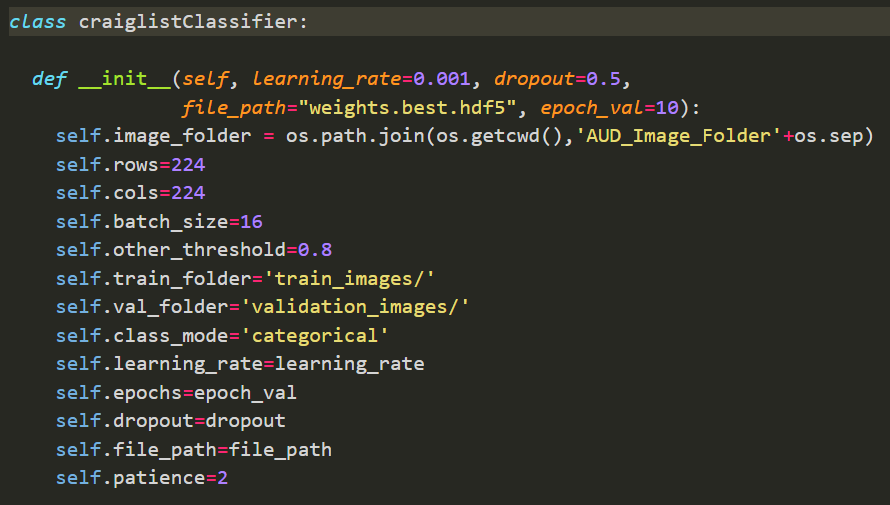 class craiglistClassifier:
def __init__(self, learning_rate=0.001, dropout=0.5,
file_path="weights.best.hdf5", epoch_val=10):
self.image_folder = os.path.join(os.getcwd(),'AUD_Image_Folder'+os.sep)
self.rows=224
self.cols=224
self.batch_size=16
self.other_threshold=0.8
self.train_folder='train_images/'
self.val_folder='validation_images/'
self.class_mode='categorical'
self.learning_rate=learning_rate
self.epochs=epoch_val
self.dropout=dropout
self.file_path=file_path
self.patience=2